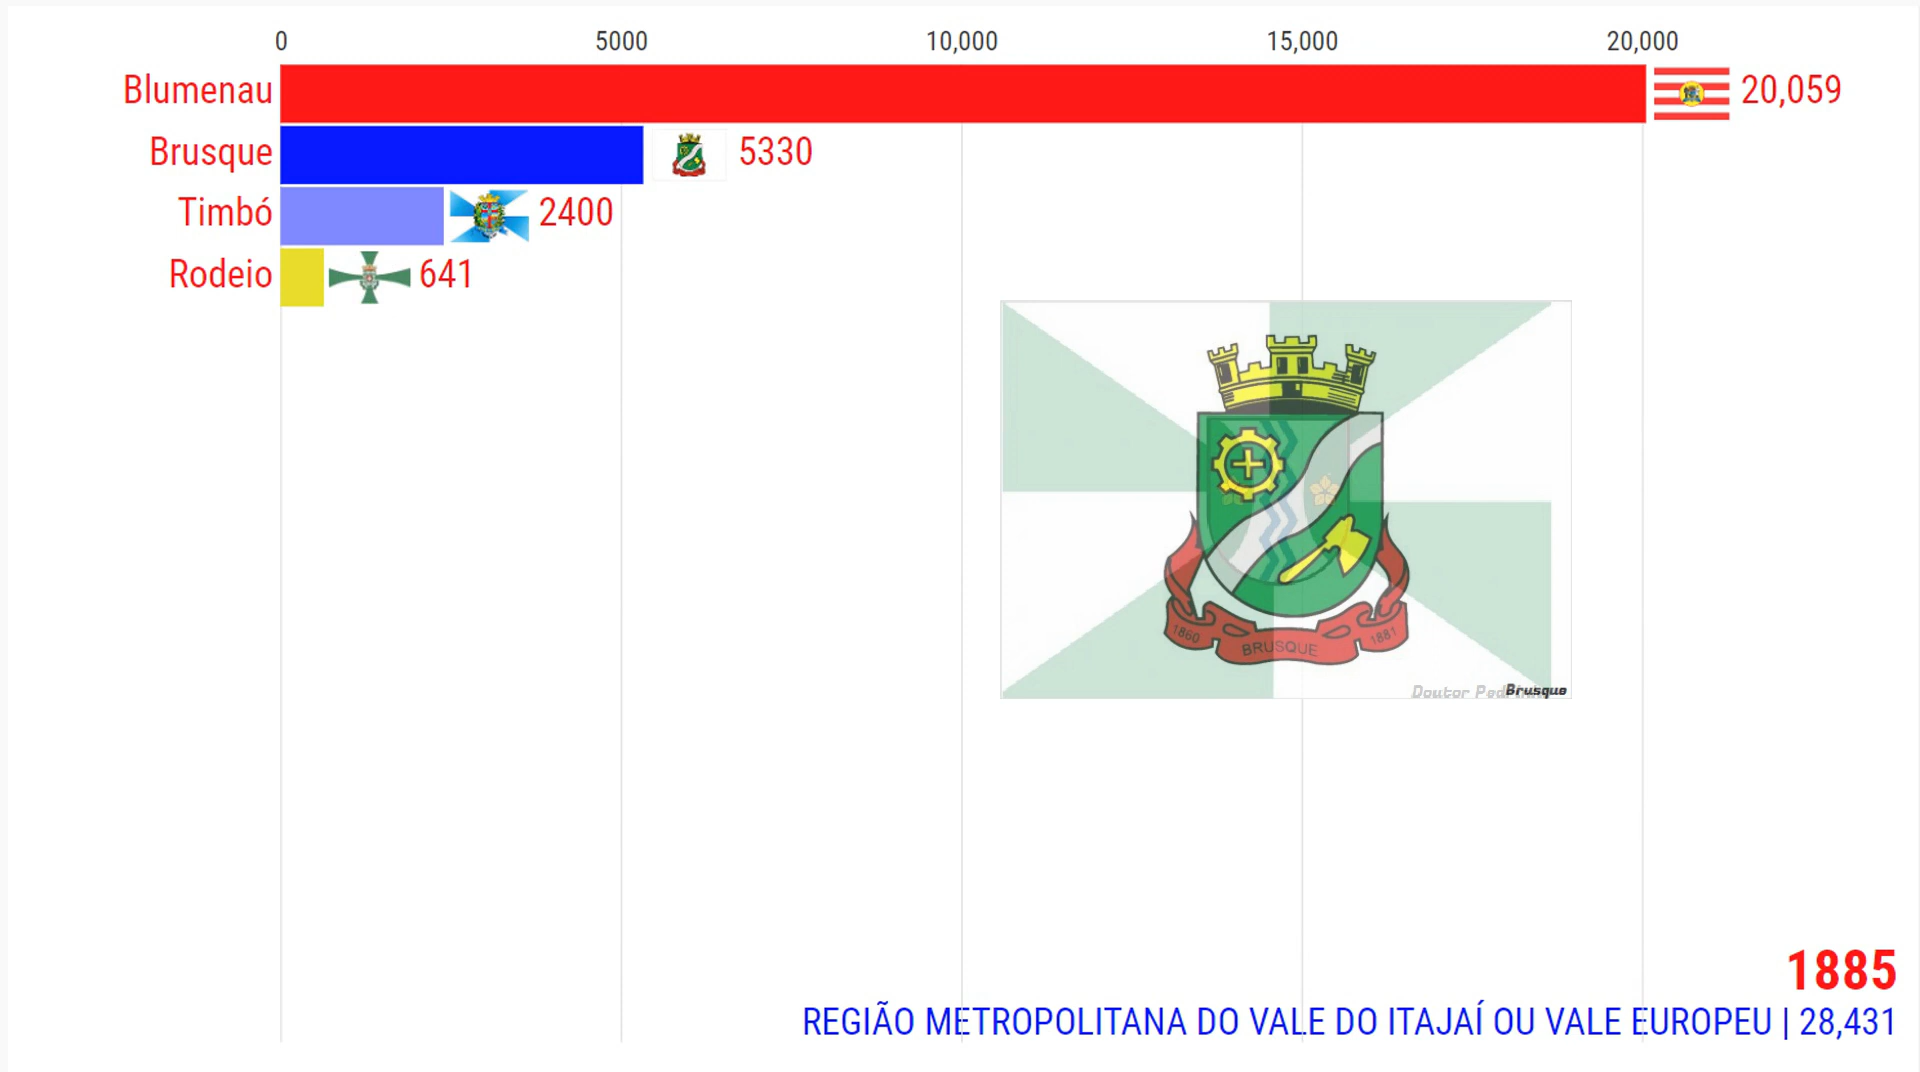 0 5000 10,000 15,000 20,000
Blumenau 20,059
Brusque 5330
Timbó 2400
Rodeio 641
1860 BRUSQUE 1881
Doutor Brusque
1885
REGIÃO METROPOLITANA DO VALE DO ITAJAÍ OU VALE EUROPEU | 28,431